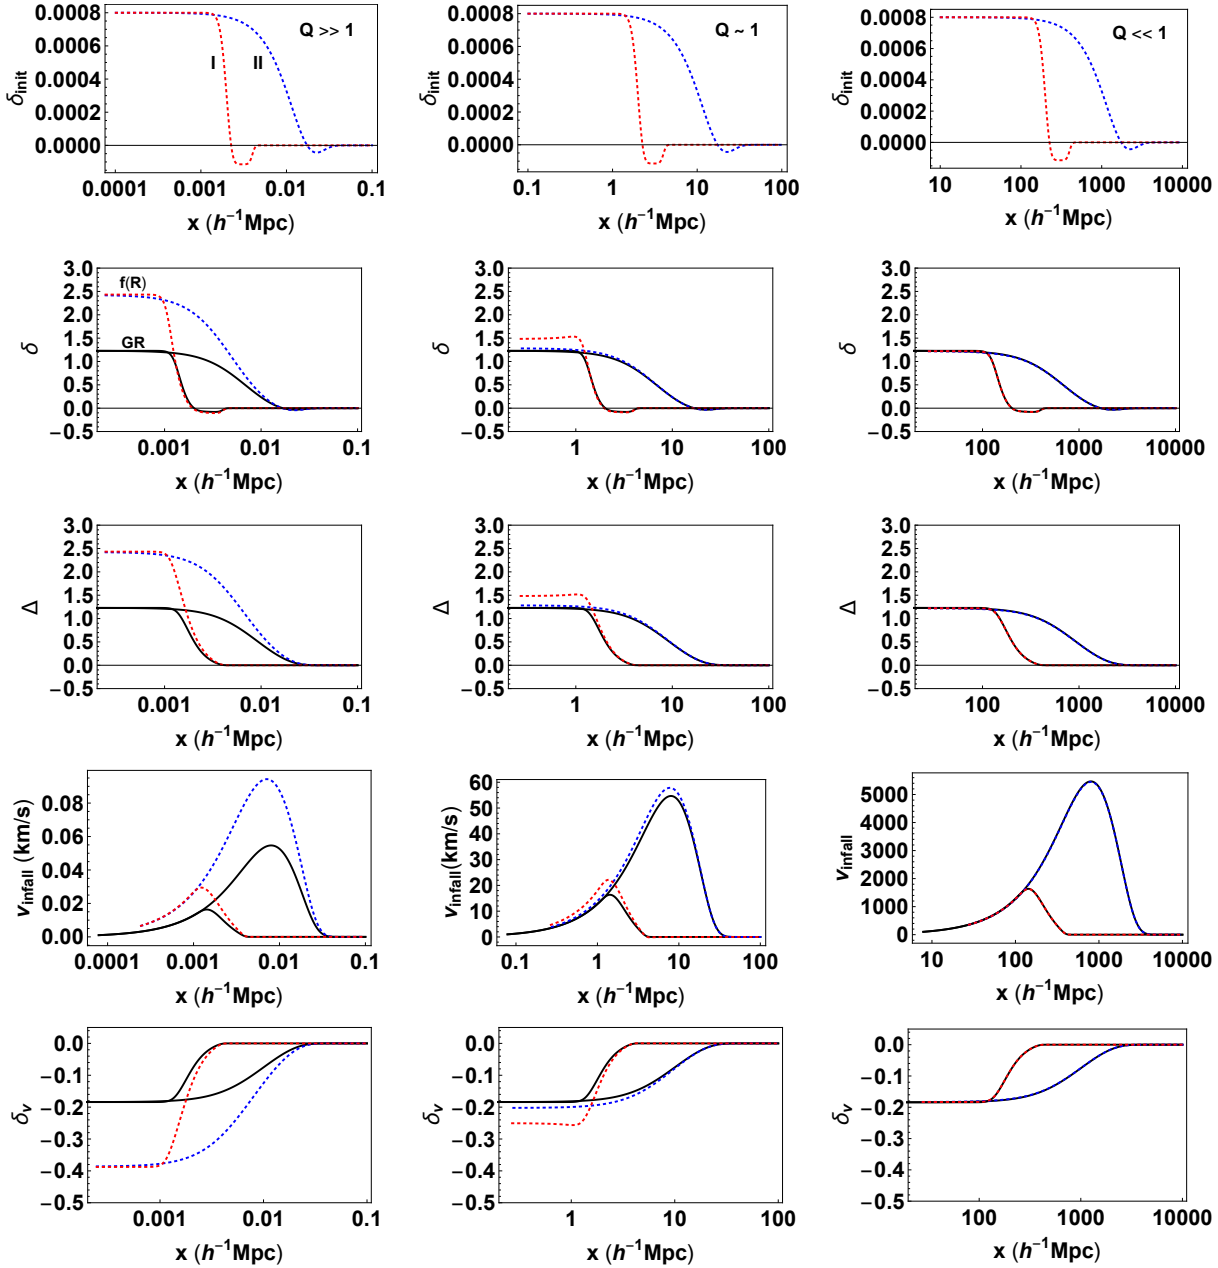 0.0008
0.0006
0.0004
0.0002
0.0000
δinit
Q >> 1
I
II
0.0001 0.001 0.01 0.1
x (h⁻¹Mpc)
0.0008
0.0006
0.0004
0.0002
0.0000
δinit
Q ~ 1
0.1 1 10 100
x (h⁻¹Mpc)
0.0008
0.0006
0.0004
0.0002
0.0000
δinit
Q << 1
10 100 1000 10000
x (h⁻¹Mpc)
3.0
2.5
2.0
1.5
1.0
0.5
0.0
−0.5
δ
f(R)
GR
0.001 0.01 0.1
x (h⁻¹Mpc)
3.0
2.5
2.0
1.5
1.0
0.5
0.0
−0.5
δ
1 10 100
x (h⁻¹Mpc)
3.0
2.5
2.0
1.5
1.0
0.5
0.0
−0.5
δ
100 1000 10000
x (h⁻¹Mpc)
3.0
2.5
2.0
1.5
1.0
0.5
0.0
−0.5
Δ
0.001 0.01 0.1
x (h⁻¹Mpc)
3.0
2.5
2.0
1.5
1.0
0.5
0.0
−0.5
Δ
1 10 100
x (h⁻¹Mpc)
3.0
2.5
2.0
1.5
1.0
0.5
0.0
−0.5
Δ
100 1000 10000
x (h⁻¹Mpc)
0.08
0.06
0.04
0.02
0.00
vinfall (km/s)
0.0001 0.001 0.01 0.1
x (h⁻¹Mpc)
60
50
40
30
20
10
0
vinfall(km/s)
0.1 1 10 100
x (h⁻¹Mpc)
5000
4000
3000
2000
1000
0
vinfall
10 100 1000 10000
x (h⁻¹Mpc)
0.0
−0.1
−0.2
−0.3
−0.4
−0.5
δv
0.001 0.01 0.1
x (h⁻¹Mpc)
0.0
−0.1
−0.2
−0.3
−0.4
−0.5
δv
1 10 100
x (h⁻¹Mpc)
0.0
−0.1
−0.2
−0.3
−0.4
−0.5
δv
100 1000 10000
x (h⁻¹Mpc)